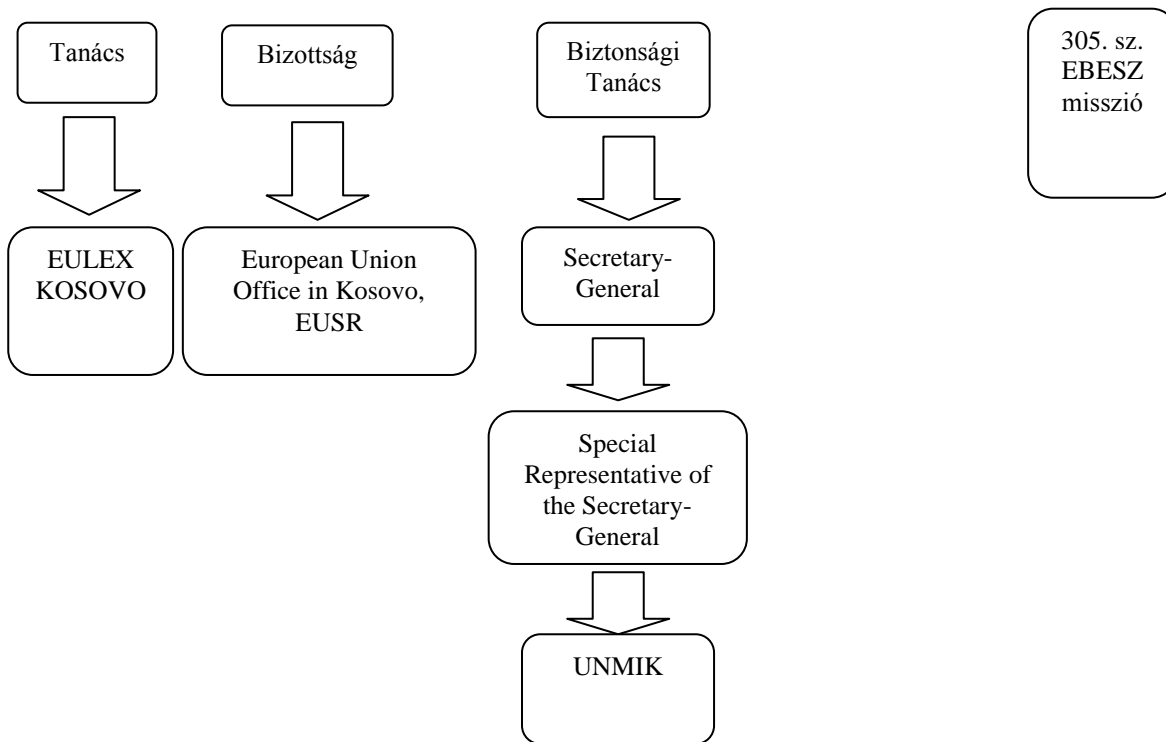 Tanács
Bizottság
Biztonsági
Tanács
305. sz.
EBESZ
misszió
EULEX
KOSOVO
European Union
Office in Kosovo,
EUSR
Secretary-
General
Special
Representative of
the Secretary-
General
UNMIK